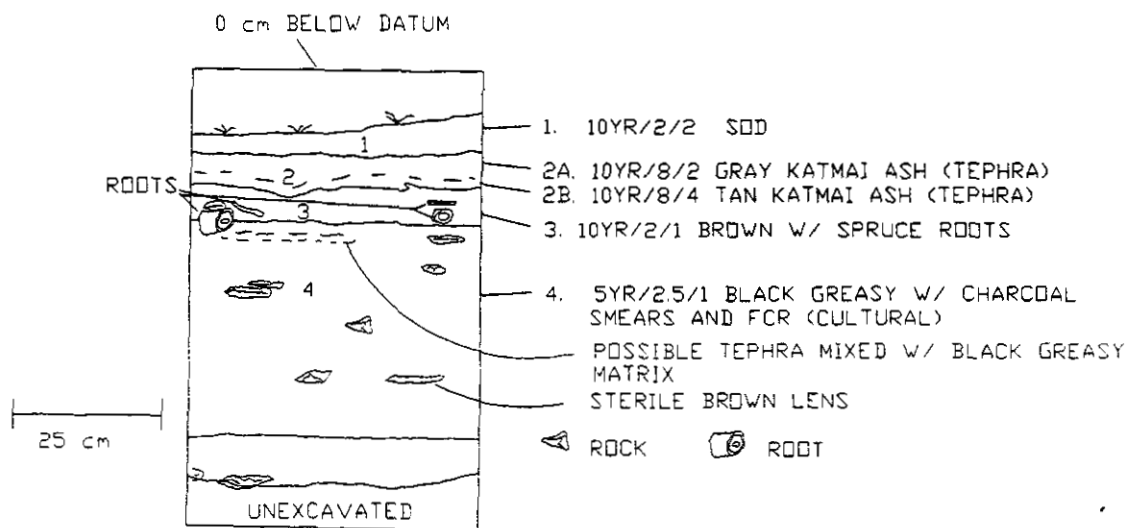 0 cm BELOW DATUM
1
1. 10YR/2/2 SOD
2
2A. 10YR/8/2 GRAY KATMAI ASH (TEPHRA)
2B. 10YR/8/4 TAN KATMAI ASH (TEPHRA)
ROOTS
3
3. 10YR/2/1 BROWN W/ SPRUCE ROOTS
4
4. 5YR/2.5/1 BLACK GREASY W/ CHARCOAL
SMEARS AND FCR (CULTURAL)
POSSIBLE TEPHRA MIXED W/ BLACK GREASY
MATRIX
STERILE BROWN LENS
25 cm
ROCK
ROOT
UNEXCAVATED